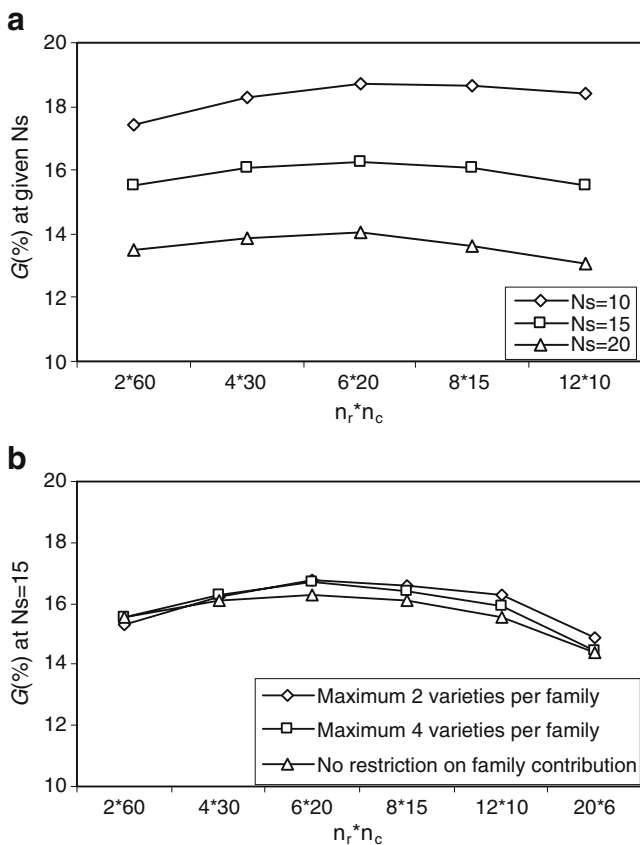 a
20
18
16
14
12
10
G(%) at given Ns
Ns=10
Ns=15
Ns=20
2*60 4*30 6*20 8*15 12*10
n_r*n_c
b
20
18
16
14
12
10
G(%) at Ns=15
Maximum 2 varieties per family
Maximum 4 varieties per family
No restriction on family contribution
2*60 4*30 6*20 8*15 12*10 20*6
n_r*n_c